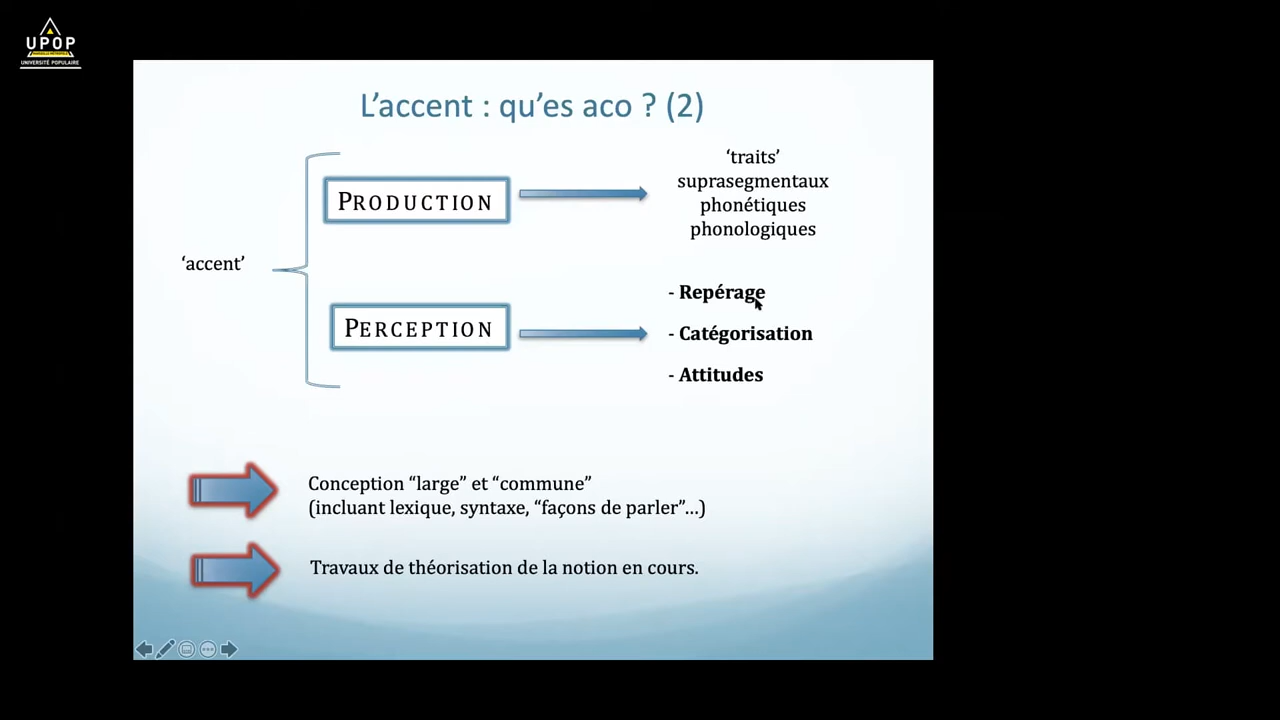 UPOP
UNIVERSITÉ POPULAIRE
L’accent : qu’es aco ? (2)
‘accent’
PRODUCTION
‘traits’
suprasegmentaux
phonétiques
phonologiques
PERCEPTION
- Repérage
- Catégorisation
- Attitudes
Conception “large” et “commune”
(incluant lexique, syntaxe, “façons de parler”…)
Travaux de théorisation de la notion en cours.